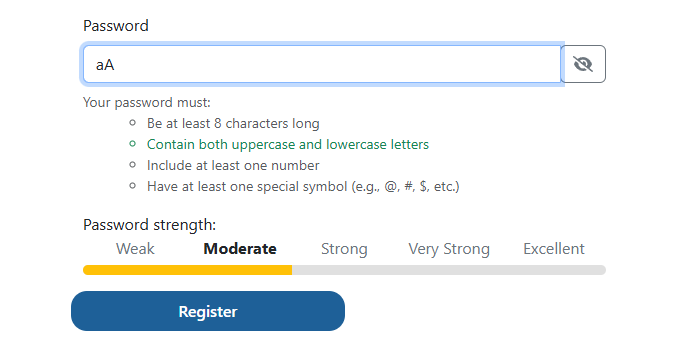 Password
aA
Your password must:
Be at least 8 characters long
Contain both uppercase and lowercase letters
Include at least one number
Have at least one special symbol (e.g., @, #, $, etc.)
Password strength:
Weak Moderate Strong Very Strong Excellent
Register